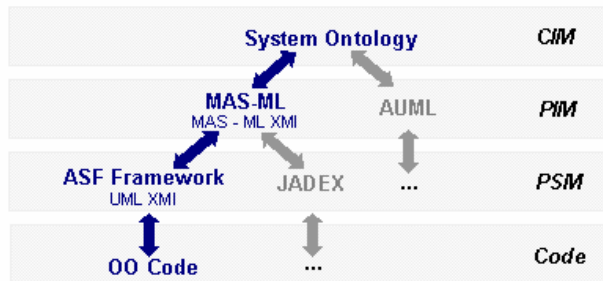 System Ontology CIM
MAS-ML AUML PIM
MAS - ML XMI
ASF Framework JADEX ... PSM
UML XMI
OO Code ... Code